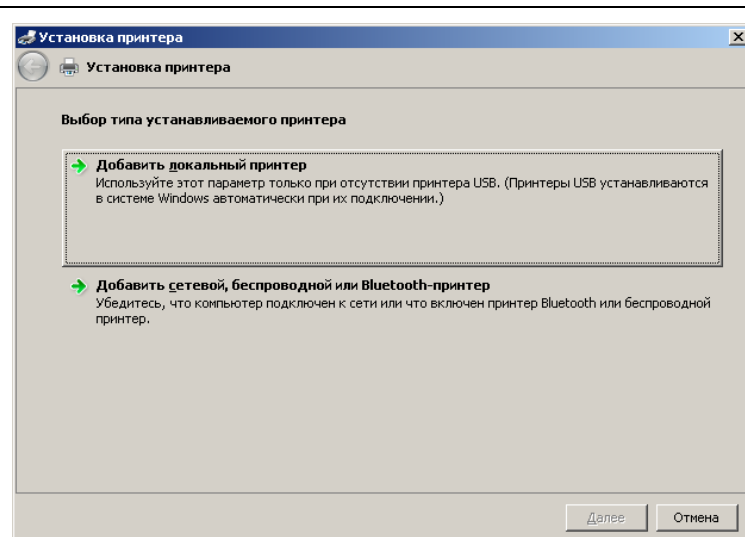 Установка принтера
Установка принтера
Выбор типа устанавливаемого принтера
Добавить локальный принтер
Используйте этот параметр только при отсутствии принтера USB. (Принтеры USB устанавливаются
в системе Windows автоматически при их подключении.)
Добавить сетевой, беспроводной или Bluetooth-принтер
Убедитесь, что компьютер подключен к сети или что включен принтер Bluetooth или беспроводной
принтер.
Далее
Отмена